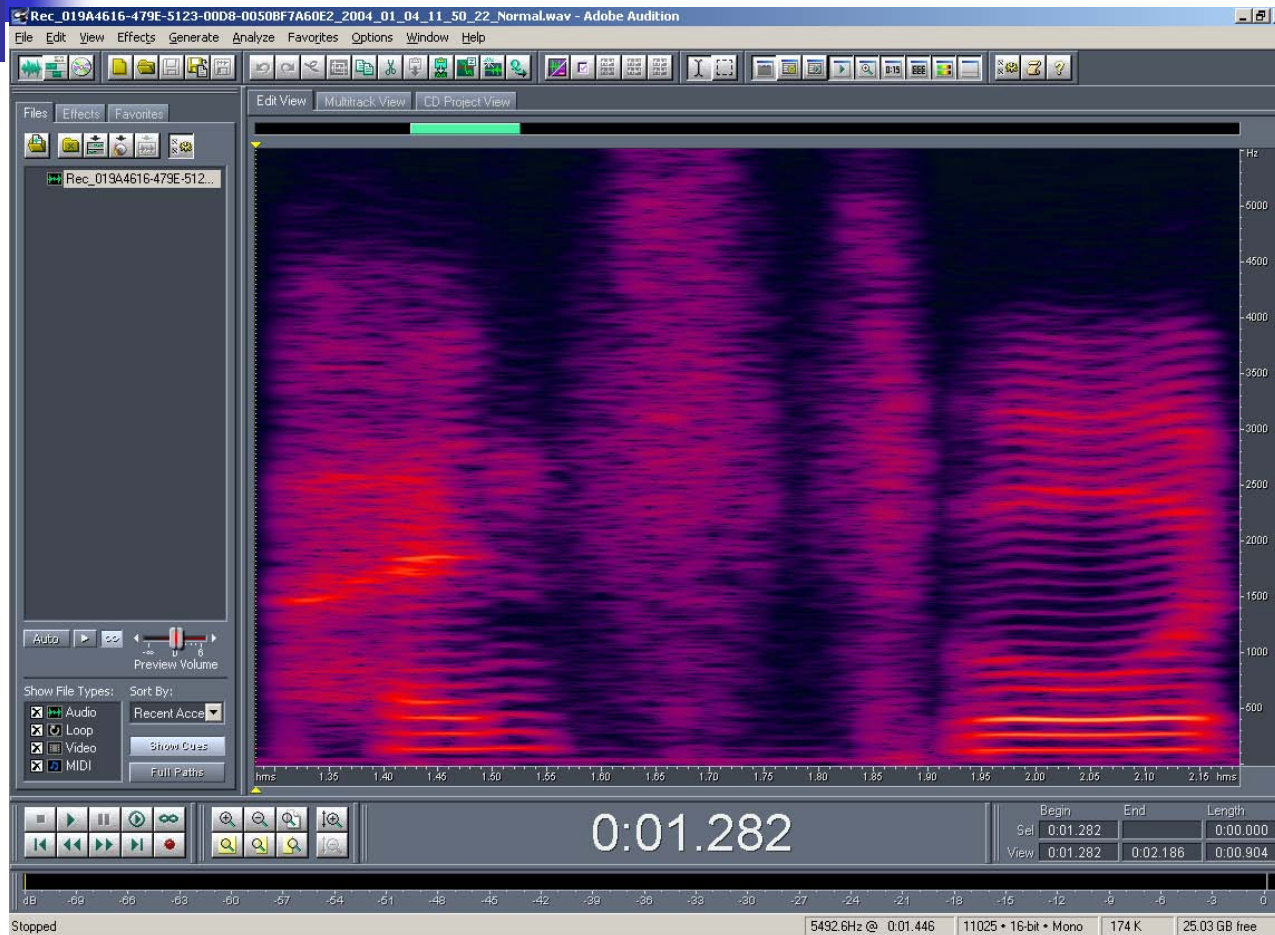 Rec_019A4616-479E-5123-00D8-0050BF7A60E2_2004_01_04_11_50_22_Normal.wav - Adobe Audition
File Edit View Effects Generate Analyze Favorites Options Window Help
Files Effects Favorites
Edit View Multitrack View CD Project View
Rec_019A4616-479E-512...
Hz
5000
4500
4000
3500
3000
2500
2000
1500
1000
500
hms 1.35 1.40 1.45 1.50 1.55 1.60 1.65 1.70 1.75 1.80 1.85 1.90 1.95 2.00 2.05 2.10 2.15 hms
Auto
-∞ 0 6
Preview Volume
Show File Types: Sort By:
Audio Recent Acce
Loop
Video Show Cues
MIDI Full Paths
0:01.282
Begin End Length
Sel 0:01.282 0:00.000
View 0:01.282 0:02.186 0:00.904
dB -69 -66 -63 -60 -57 -54 -51 -48 -45 -42 -39 -36 -33 -30 -27 -24 -21 -18 -15 -12 -9 -6 -3 0
Stopped 5492.6Hz @ 0:01.446 11025 • 16-bit • Mono 174 K 25.03 GB free